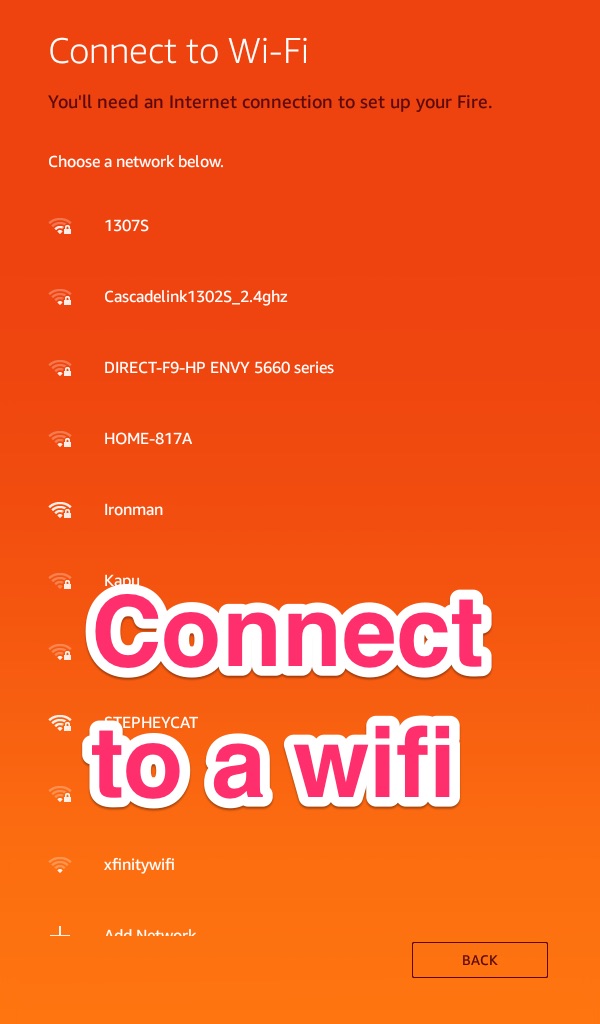 Connect to Wi-Fi
You'll need an Internet connection to set up your Fire.
Choose a network below.
1307S
Cascadelink1302S_2.4ghz
DIRECT-F9-HP ENVY 5660 series
HOME-817A
Ironman
Kapu
Connect
STEPHEYCAT
to a wifi
xfinitywifi
Add Network
BACK